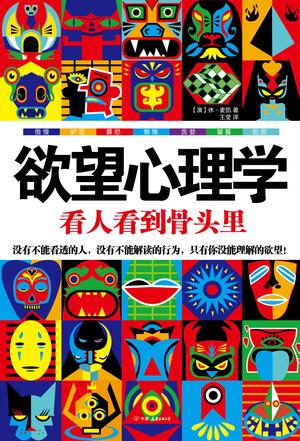 【澳】休·麦凯 著
王莹 译
傲慢 妒忌 暴怒 懒惰 贪婪 饕餮 色欲
欲望心理学
看人看到骨头里
没有不能看透的人，没有不能解读的行为，只有你没能理解的欲望！